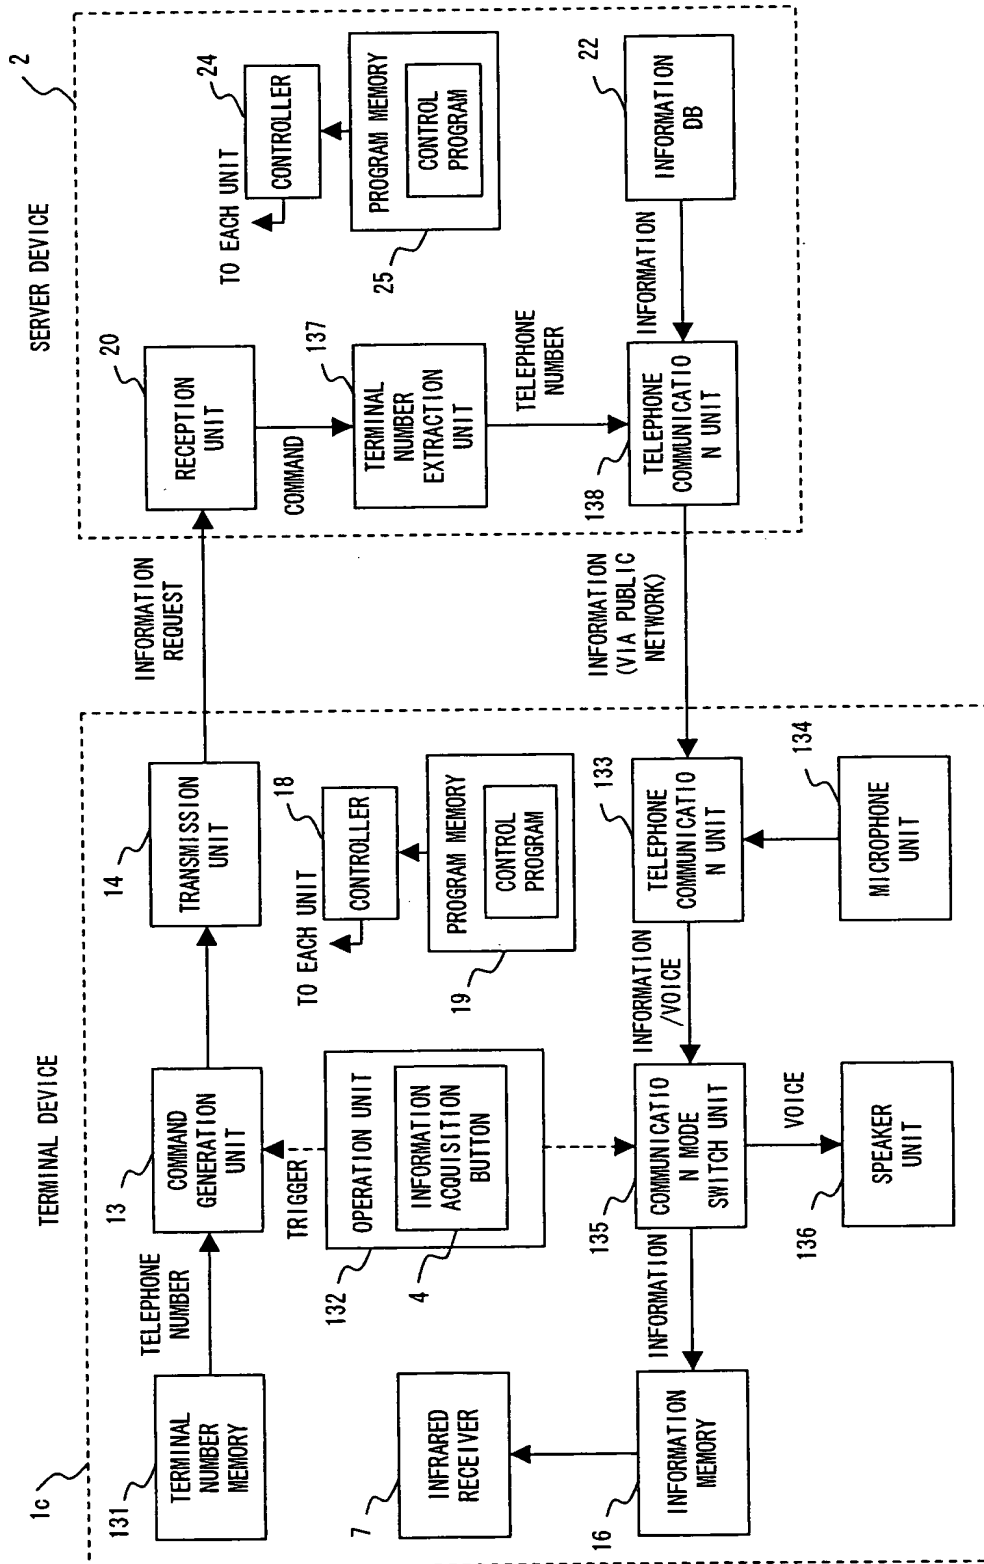 TERMINAL DEVICE
1c
131
TERMINAL
NUMBER
MEMORY
TELEPHONE
NUMBER
13
COMMAND
GENERATION
UNIT
14
TRANSMISSION
UNIT
TRIGGER
132
OPERATION UNIT
INFORMATION
ACQUISITION
BUTTON
4
TO EACH UNIT
18
CONTROLLER
PROGRAM MEMORY
CONTROL
PROGRAM
19
7
INFRARED
RECEIVER
16
INFORMATION
MEMORY
INFORMATION
135
COMMUNICATIO
N MODE
SWITCH UNIT
INFORMATION
/VOICE
133
TELEPHONE
COMMUNICATIO
N UNIT
VOICE
136
SPEAKER
UNIT
134
MICROPHONE
UNIT
INFORMATION
REQUEST
INFORMATION
(VIA PUBLIC
NETWORK)
SERVER DEVICE
2
20
RECEPTION
UNIT
COMMAND
137
TERMINAL
NUMBER
EXTRACTION
UNIT
TELEPHONE
NUMBER
138
TELEPHONE
COMMUNICATIO
N UNIT
INFORMATION
22
INFORMATION
DB
TO EACH UNIT
24
CONTROLLER
PROGRAM MEMORY
CONTROL
PROGRAM
25